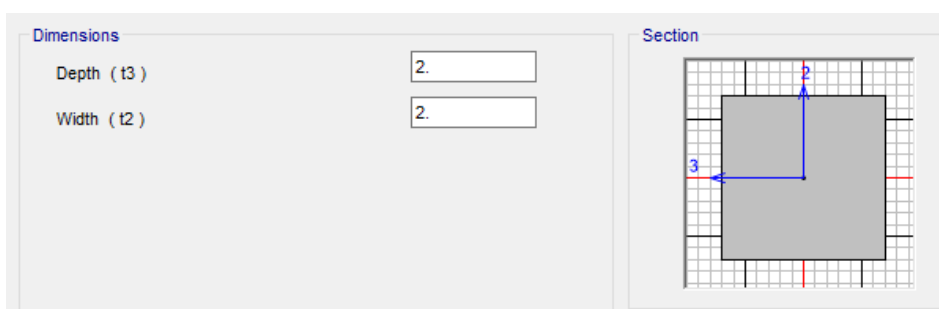 Dimensions
Depth ( t3 )
2.
Width ( t2 )
2.
Section
2
3